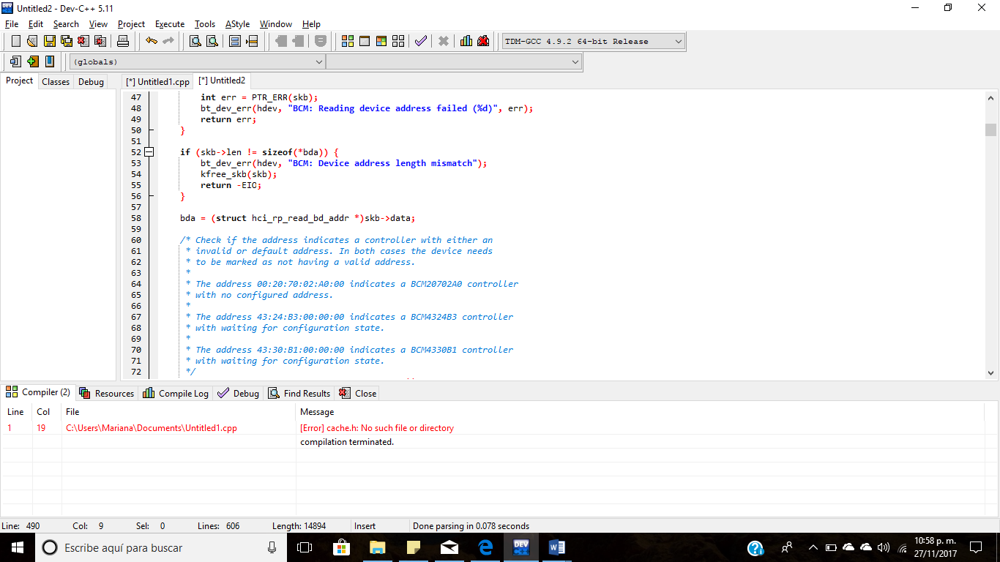 Untitled2 - Dev-C++ 5.11
File Edit Search View Project Execute Tools AStyle Window Help
TDM-GCC 4.9.2 64-bit Release
(globals)
Project Classes Debug [*] Untitled1.cpp [*] Untitled2
47 int err = PTR_ERR(skb);
48 bt_dev_err(hdev, "BCM: Reading device address failed (%d)", err);
49 return err;
50 }
51
52 if (skb->len != sizeof(*bda)) {
53 bt_dev_err(hdev, "BCM: Device address length mismatch");
54 kfree_skb(skb);
55 return -EIO;
56 }
57
58 bda = (struct hci_rp_read_bd_addr *)skb->data;
59
60 /* Check if the address indicates a controller with either an
61 * invalid or default address. In both cases the device needs
62 * to be marked as not having a valid address.
63 *
64 * The address 00:20:70:02:A0:00 indicates a BCM20702A0 controller
65 * with no configured address.
66 *
67 * The address 43:24:B3:00:00:00 indicates a BCM4324B3 controller
68 * with waiting for configuration state.
69 *
70 * The address 43:30:B1:00:00:00 indicates a BCM4330B1 controller
71 * with waiting for configuration state.
72 */
Compiler (2) Resources Compile Log Debug Find Results Close
Line Col File Message
1 19 C:\Users\Mariana\Documents\Untitled1.cpp [Error] cache.h: No such file or directory
compilation terminated.
Line: 490 Col: 9 Sel: 0 Lines: 606 Length: 14894 Insert Done parsing in 0.078 seconds
Escribe aquí para buscar
DEV
10:58 p. m.
27/11/2017